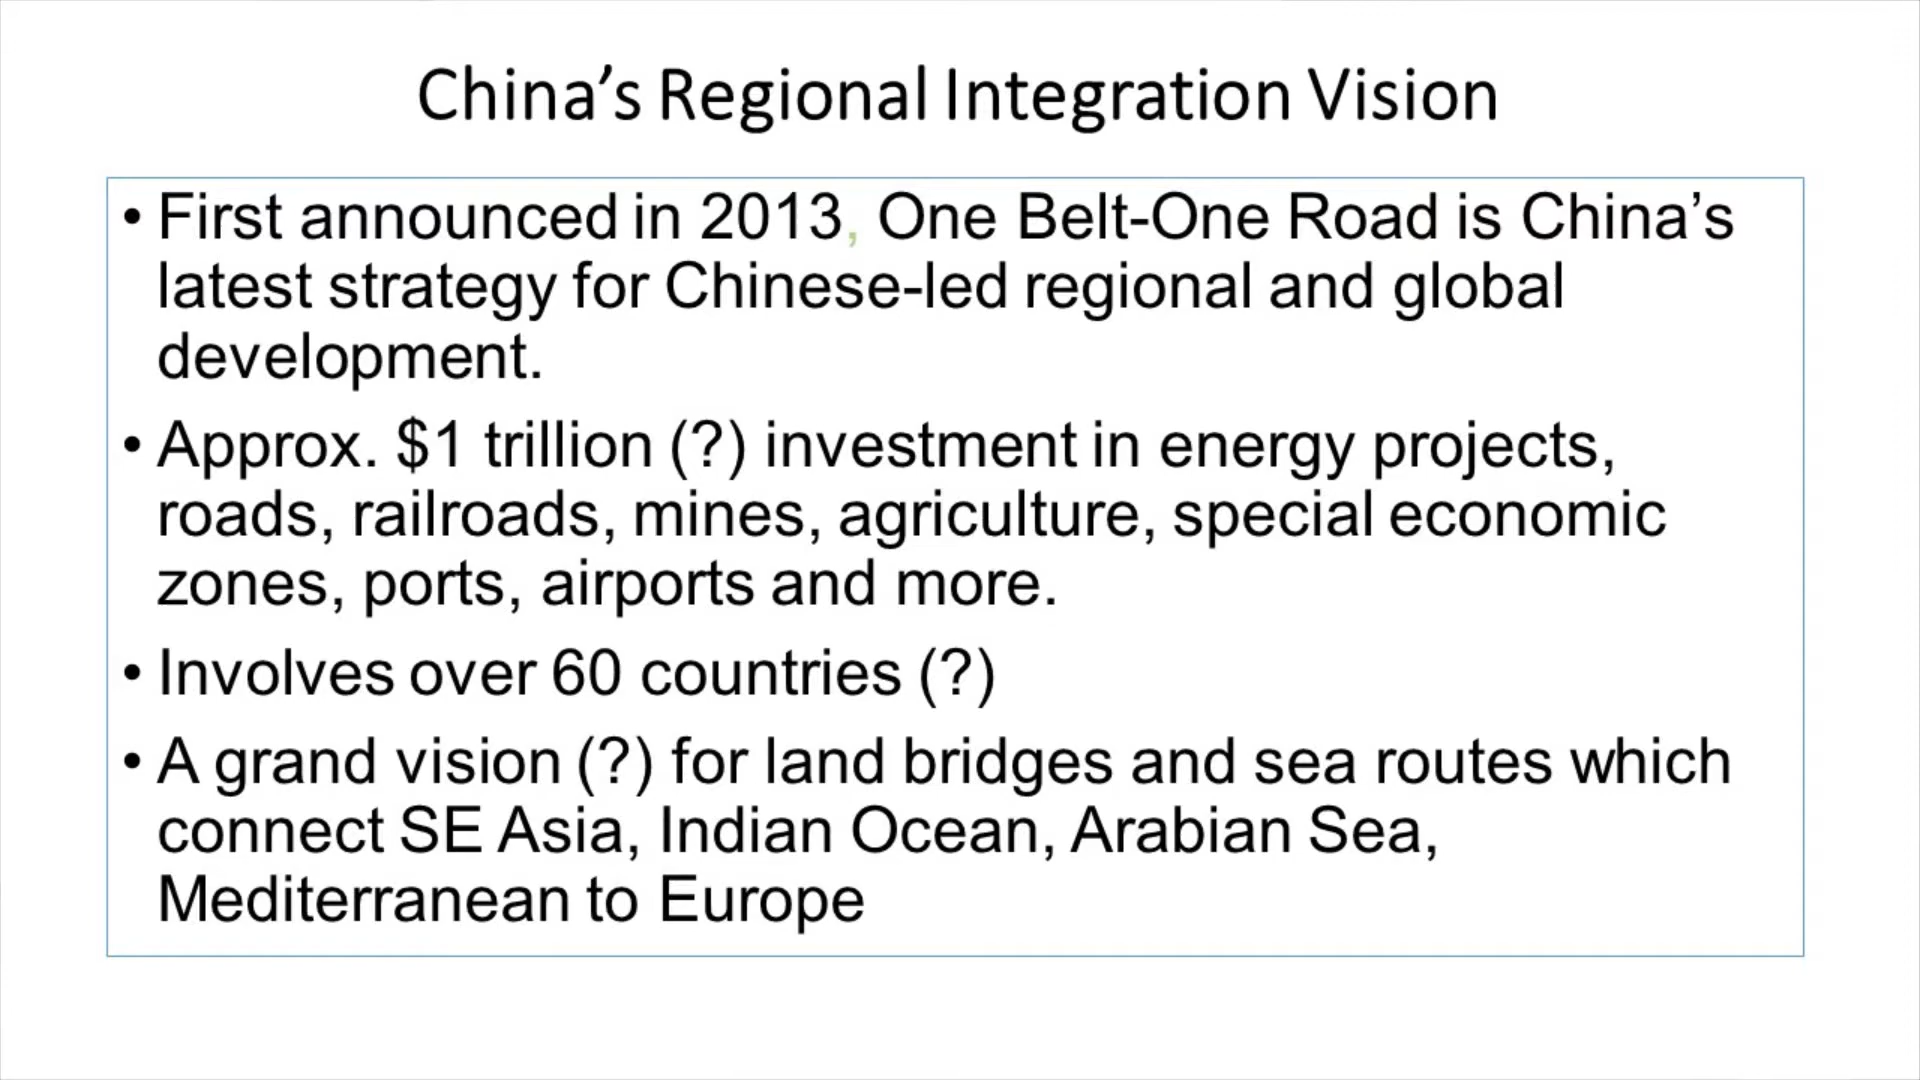 China’s Regional Integration Vision
• First announced in 2013, One Belt-One Road is China’s
latest strategy for Chinese-led regional and global
development.
• Approx. $1 trillion (?) investment in energy projects,
roads, railroads, mines, agriculture, special economic
zones, ports, airports and more.
• Involves over 60 countries (?)
• A grand vision (?) for land bridges and sea routes which
connect SE Asia, Indian Ocean, Arabian Sea,
Mediterranean to Europe